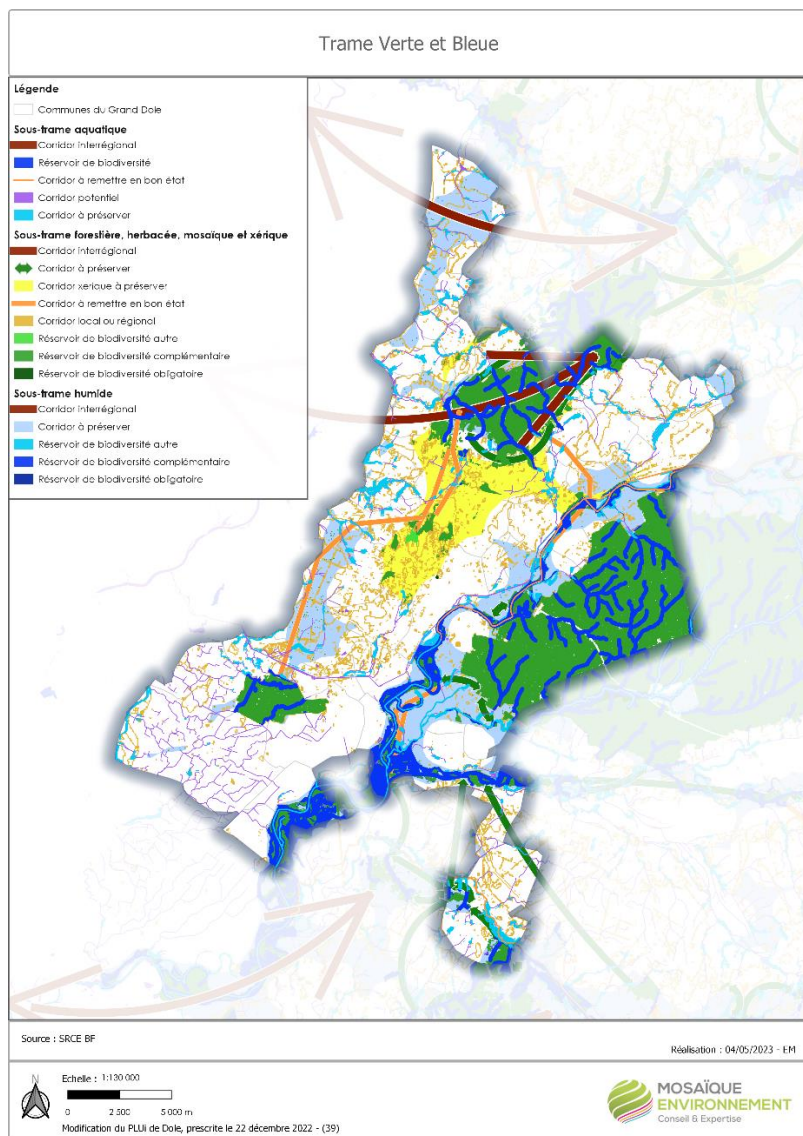 Trame Verte et Bleue
Légende
Communes du Grand Dole
Sous-trame aquatique
Corridor interrégional
Réservoir de biodiversité
Corridor à remettre en bon état
Corridor potentiel
Corridor à préserver
Sous-trame forestière, herbacée, mosaïque et xérique
Corridor interrégional
Corridor à préserver
Corridor xerique à préserver
Corridor à remettre en bon état
Corridor local ou régional
Réservoir de biodiversité autre
Réservoir de biodiversité complémentaire
Réservoir de biodiversité obligatoire
Sous-trame humide
Corridor interrégional
Corridor à préserver
Réservoir de biodiversité autre
Réservoir de biodiversité complémentaire
Réservoir de biodiversité obligatoire
Source : SRCE BF
Réalisation : 04/05/2023 - EM
N
Echelle : 1:130 000
0 2 500 5 000 m
Modification du PLUi de Dole, prescrite le 22 décembre 2022 - (39)
MOSAÏQUE
ENVIRONNEMENT
Conseil & Expertise